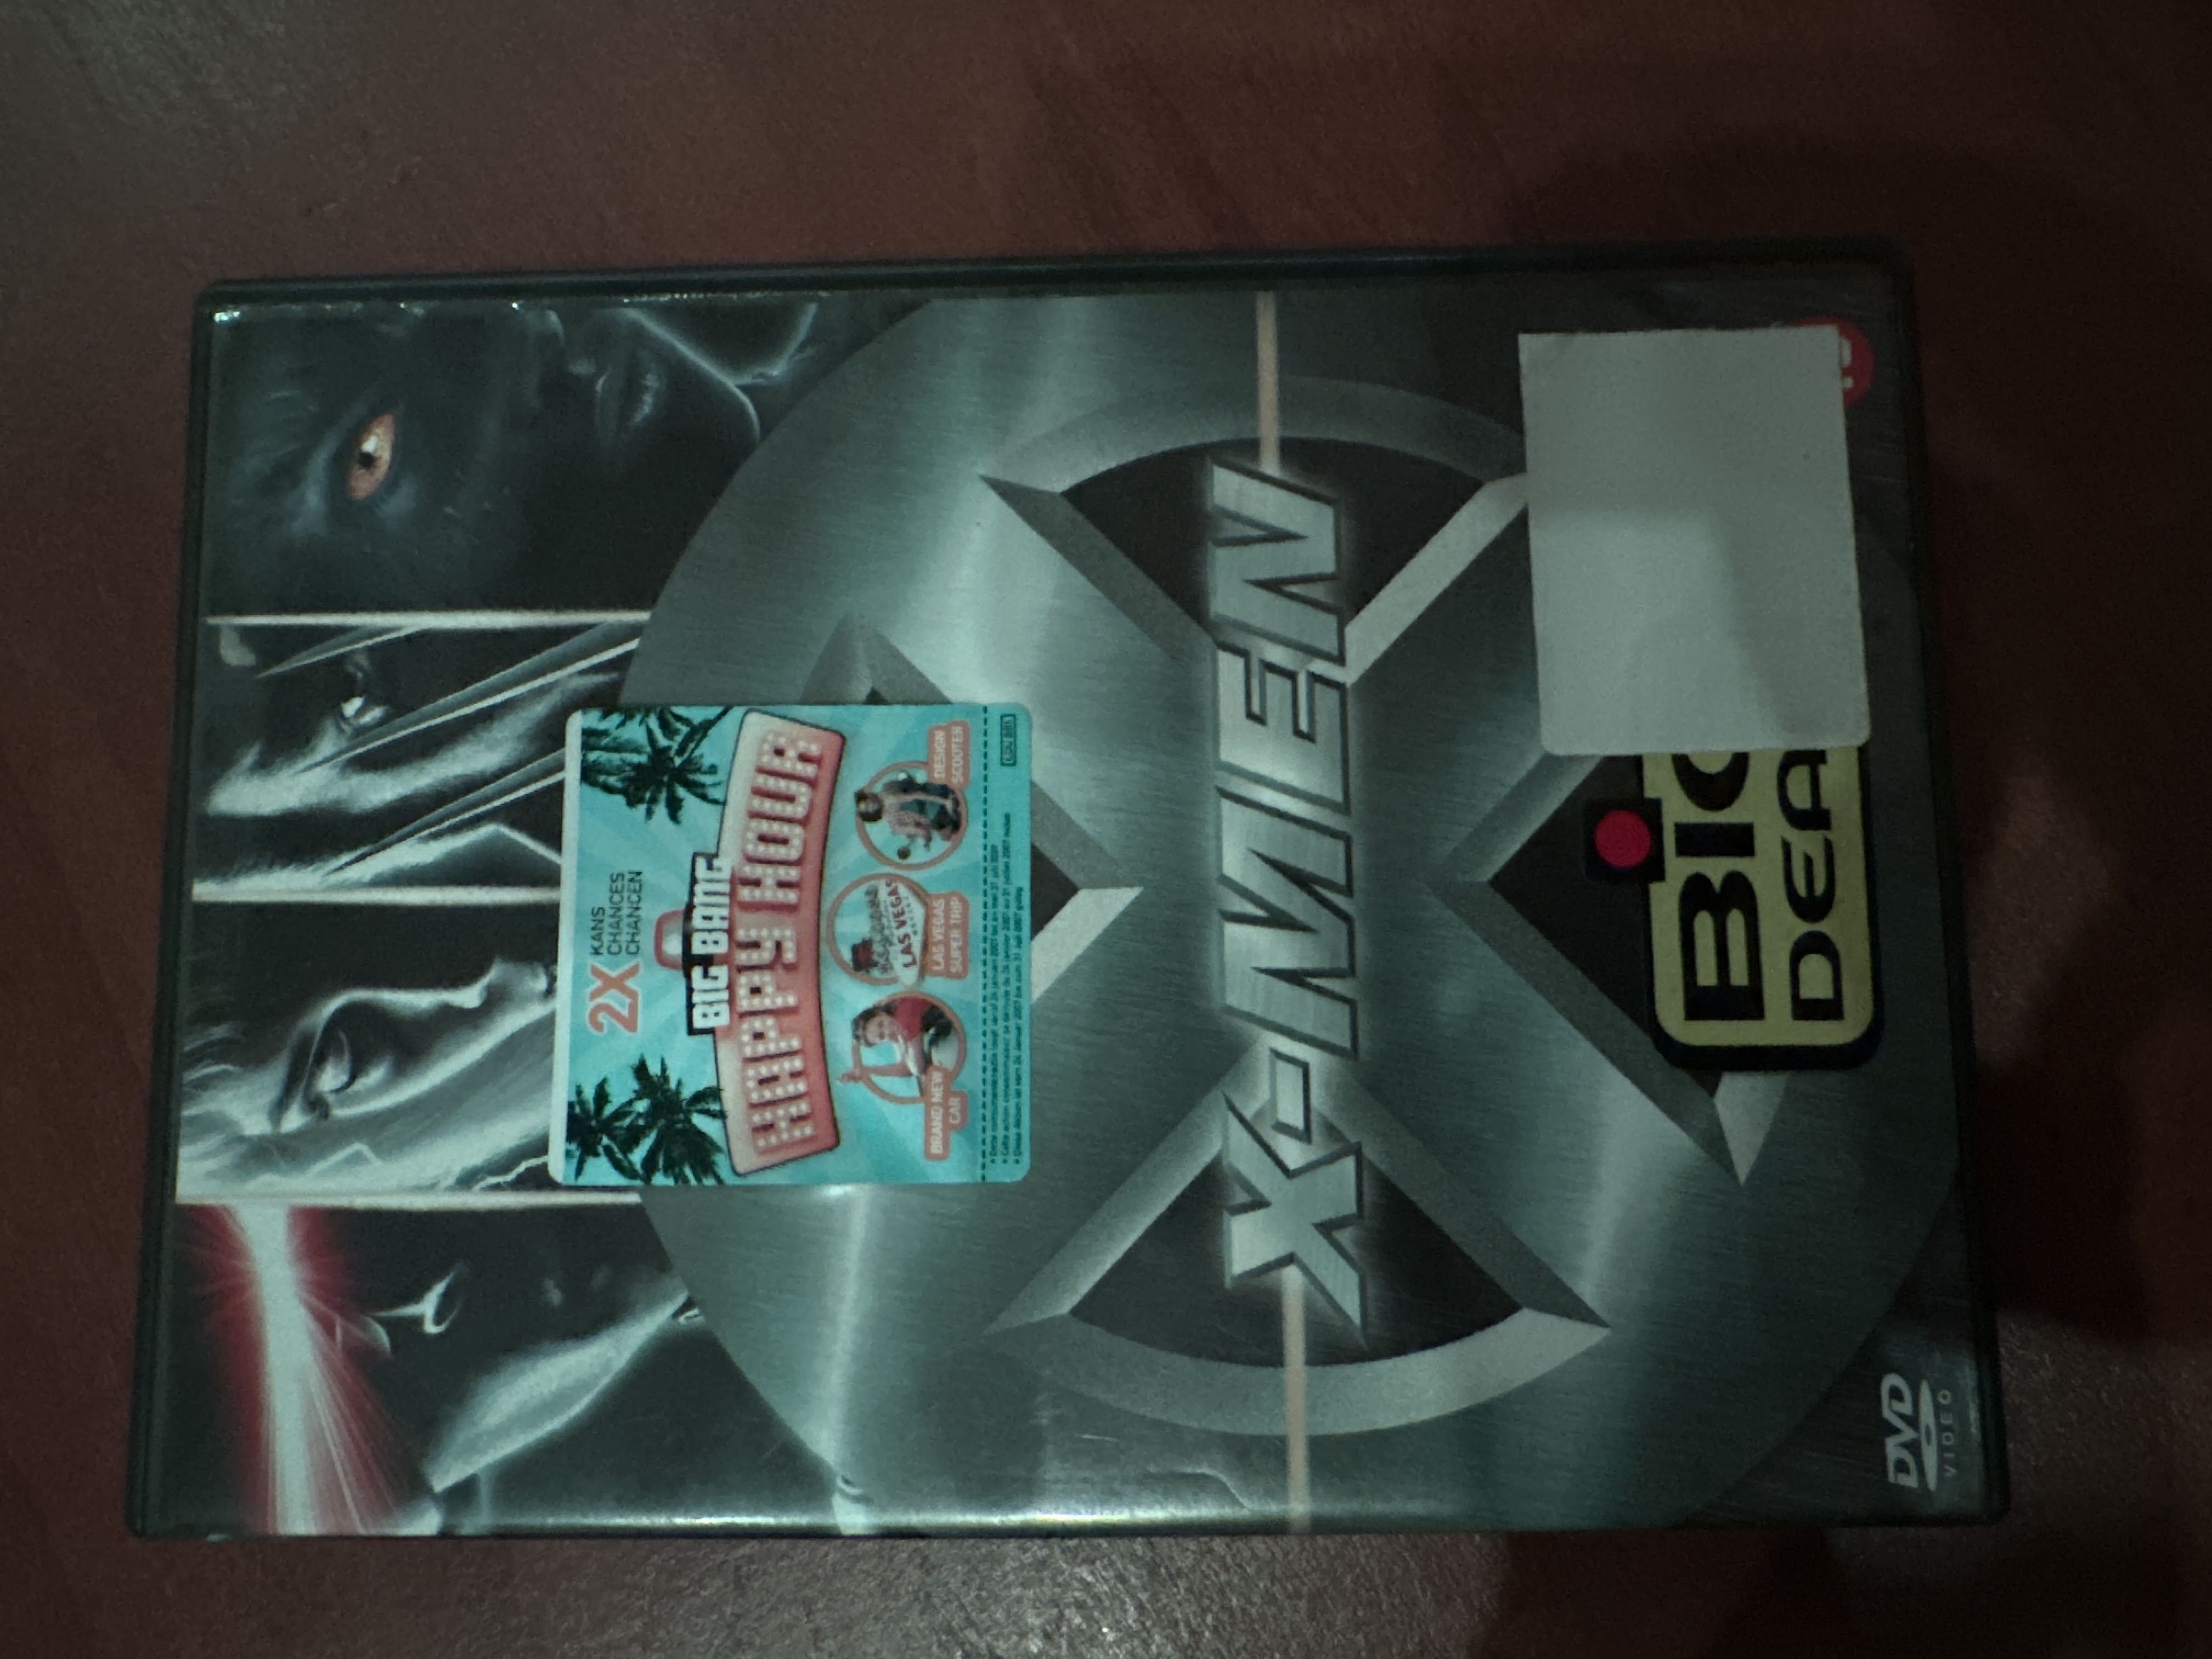 2X KANS
CHANCES
CHANCEN
BIG BANG
HAPPY HOUR
BRAND NEW
CAR
LAS VEGAS
LAS VEGAS
SUPER TRIP
DESIGN
SCOOTER
X-MEN
BIG
DEA
DVD
VIDEO